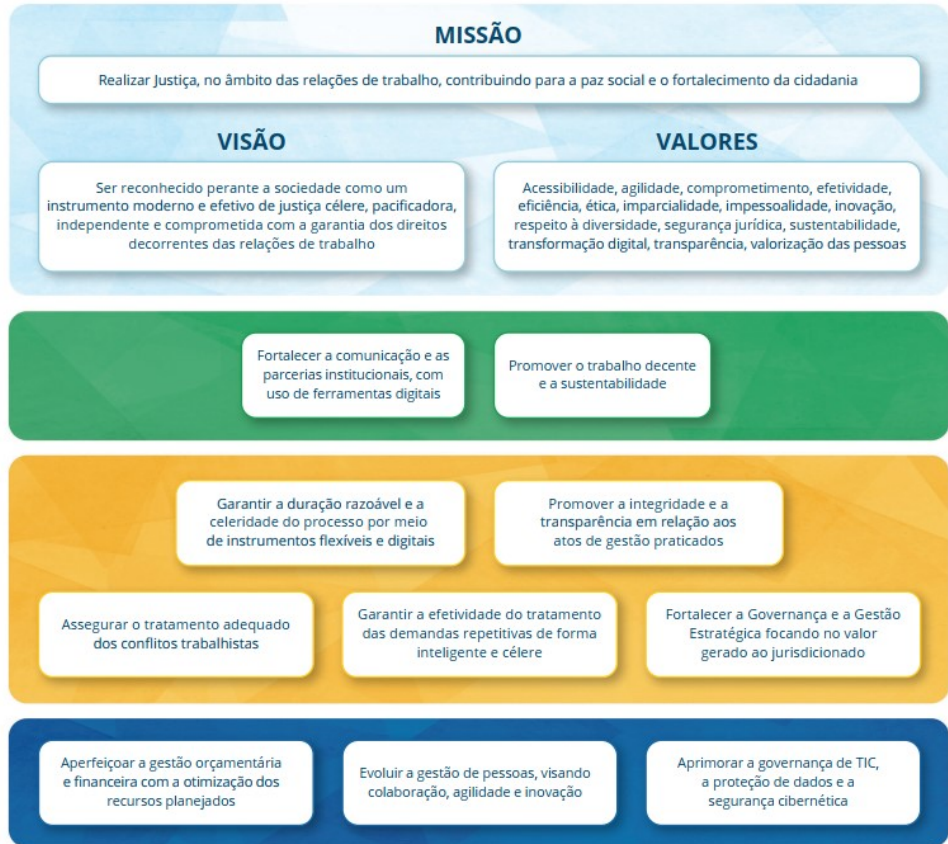 MISSÃO
Realizar Justiça, no âmbito das relações de trabalho, contribuindo para a paz social e o fortalecimento da cidadania
VISÃO
Ser reconhecido perante a sociedade como um
instrumento moderno e efetivo de justiça célere, pacificadora,
independente e comprometida com a garantia dos direitos
decorrentes das relações de trabalho
VALORES
Acessibilidade, agilidade, comprometimento, efetividade,
eficiência, ética, imparcialidade, impessoalidade, inovação,
respeito à diversidade, segurança jurídica, sustentabilidade,
transformação digital, transparência, valorização das pessoas
Fortalecer a comunicação e as
parcerias institucionais, com
uso de ferramentas digitais
Promover o trabalho decente
e a sustentabilidade
Garantir a duração razoável e a
celeridade do processo por meio
de instrumentos flexíveis e digitais
Promover a integridade e a
transparência em relação aos
atos de gestão praticados
Assegurar o tratamento adequado
dos conflitos trabalhistas
Garantir a efetividade do tratamento
das demandas repetitivas de forma
inteligente e célere
Fortalecer a Governança e a Gestão
Estratégica focando no valor
gerado ao jurisdicionado
Aperfeiçoar a gestão orçamentária
e financeira com a otimização dos
recursos planejados
Evoluir a gestão de pessoas, visando
colaboração, agilidade e inovação
Aprimorar a governança de TIC,
a proteção de dados e a
segurança cibernética